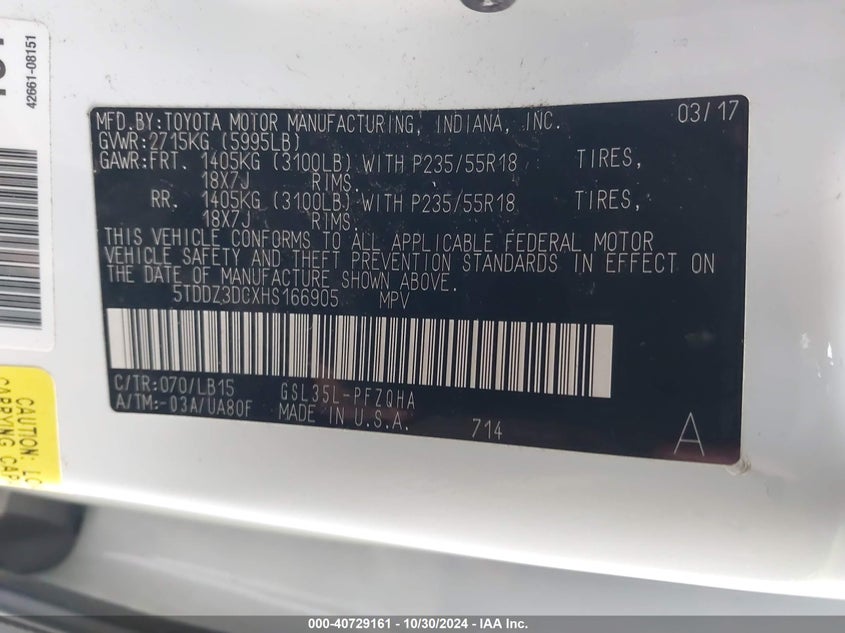 42661-08151
MFD.BY:TOYOTA MOTOR MANUFACTURING, INDIANA, INC. 03/17
GVWR:2715KG (5995LB)
GAWR:FRT. 1405KG (3100LB) WITH P235/55R18 TIRES,
18X7J RIMS.
RR. 1405KG (3100LB) WITH P235/55R18 TIRES,
18X7J RIMS.
THIS VEHICLE CONFORMS TO ALL APPLICABLE FEDERAL MOTOR
VEHICLE SAFETY AND THEFT PREVENTION STANDARDS IN EFFECT ON
THE DATE OF MANUFACTURE SHOWN ABOVE.
5TDDZ3DCXHS166905 MPV
C/TR:070/LB15 GSL35L-PFZQHA
A/TM:-03A/UA80F MADE IN U.S.A. 714 A
CAUTION:
CARRYING
000-40729161 - 10/30/2024 - IAA Inc.